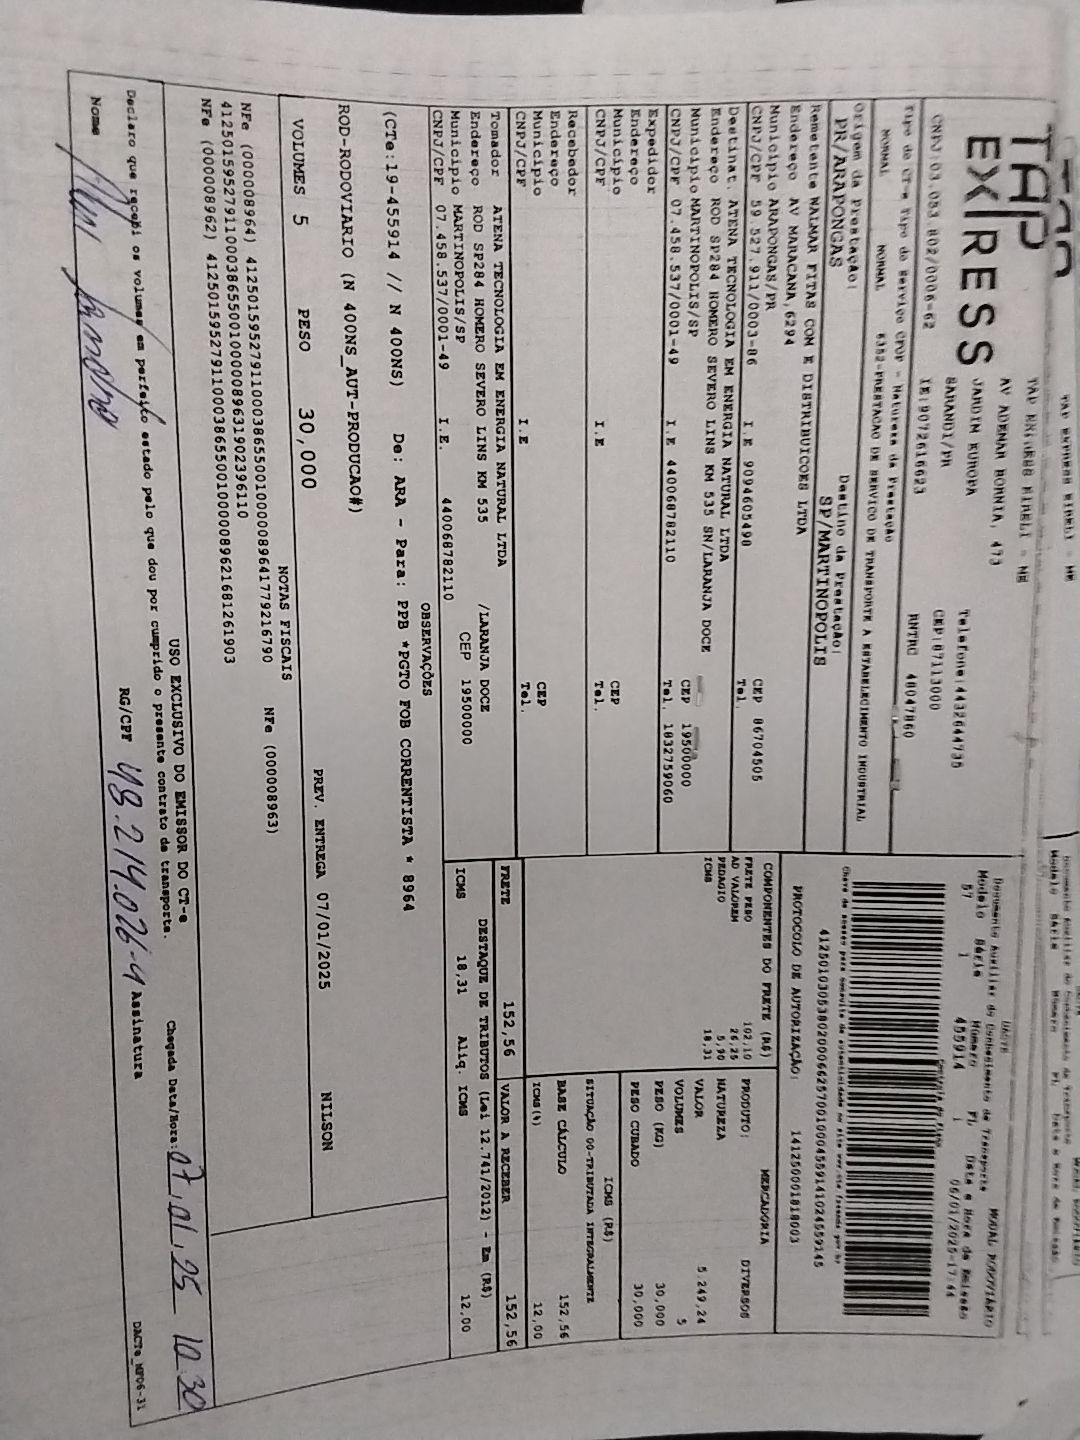 TAP EXPRESS EIRELI - ME
TAP
EX|RESS
TAP EXPRESS EIRELI - ME
AV ADEMAR BORNIA, 473
JARDIM EUROPA
SARANDI/PR
Telefone:4432644735
CEP:87113000
CNPJ:03.053.802/0006-62
IE:9072616623
RNTRC 48047860
DACTE
Documento Auxiliar do Conhecimento de Transporte
MODAL RODOVIÁRIO
Modelo Série Número FL Data e Hora da Emissão
57 1 455914 1 06/01/2025-17:44
Controle do Fisco
Tipo do CT-e Tipo do Serviço CFOP - Natureza da Prestação
NORMAL NORMAL 6352-PRESTACAO DE SERVICO DE TRANSPORTE A ESTABELECIMENTO INDUSTRIAL
Origem da Prestação: Destino da Prestação:
PR/ARAPONGAS SP/MARTINOPOLIS
PROTOCOLO DE AUTORIZAÇÃO: 141250001818003
Remetente WALMAR FITAS COM E DISTRIBUICOES LTDA
Endereço AV MARACANA,6294
Município ARAPONGAS/PR CEP 86704505
CNPJ/CPF 59.527.911/0003-86 I.E 9094605490 Tel.
Destinat. ATENA TECNOLOGIA EM ENERGIA NATURAL LTDA
Endereço ROD SP284 HOMERO SEVERO LINS KM 535 SN/LARANJA DOCE
Município MARTINOPOLIS/SP CEP 19500000
CNPJ/CPF 07.458.537/0001-49 I.E 440068782110 Tel. 1832759060
Expedidor
Endereço
Município CEP
CNPJ/CPF I.E Tel.
Recebedor
Endereço
Município CEP
CNPJ/CPF I.E Tel.
Tomador ATENA TECNOLOGIA EM ENERGIA NATURAL LTDA
Endereço ROD SP284 HOMERO SEVERO LINS KM 535 /LARANJA DOCE
Município MARTINOPOLIS/SP CEP 19500000
CNPJ/CPF 07.458.537/0001-49 I.E. 440068782110
COMPONENTES DO FRETE (R$)
FRETE PESO 102,10
AD VALOREM 26,25
PEDAGIO 5,90
ICMS 18,31
MERCADORIA
PRODUTO: DIVERSOS
NATUREZA
VALOR 5.249,24
VOLUMES 5
PESO (KG) 30,000
PESO CUBADO 30,000
ICMS (R$)
SITUAÇÃO 00-TRIBUTADA INTEGRALMENTE
BASE CÁLCULO 152,56
ICMS(%) 12,00
FRETE 152,56 VALOR A RECEBER 152,56
DESTAQUE DE TRIBUTOS (Lei 12.741/2012) - Em (R$)
ICMS 18,31 Aliq. ICMS 12,00
OBSERVAÇÕES
(CTe:19-455914 // N 400NS) De: ARA - Para: PPB *PGTO FOB CORRENTISTA * 8964
ROD-RODOVIARIO (N 400NS_AUT-PRODUCAO#)
VOLUMES 5 PESO 30,000 PREV. ENTREGA 07/01/2025 NILSON
NOTAS FISCAIS
NFe (000008964) 41250159527911000386550010000089641779216790 NFe (000008963)
41250159527911000386550010000089631902396110
NFe (000008962) 41250159527911000386550010000089621681261903
USO EXCLUSIVO DO EMISSOR DO CT-e
Declaro que recebi os volumes em perfeito estado pelo que dou por cumprido o presente contrato de transporte.
Chegada Data/Hora: 07,01,25 10:30
Nome RG/CPF 48.214.026-4 Assinatura
DACTe_MP06-31